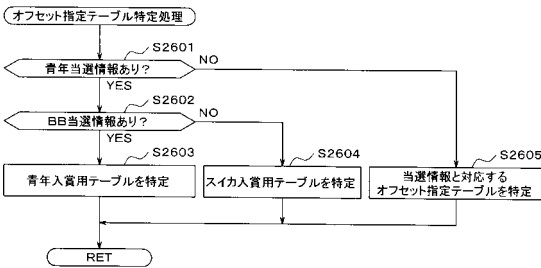 オフセット指定テーブル特定処理
S2601
青年当選情報あり?
NO
YES
S2602
BB当選情報あり?
NO
YES
S2603
青年入賞用テーブルを特定
S2604
スイカ入賞用テーブルを特定
S2605
当選情報と対応する
オフセット指定テーブルを特定
RET